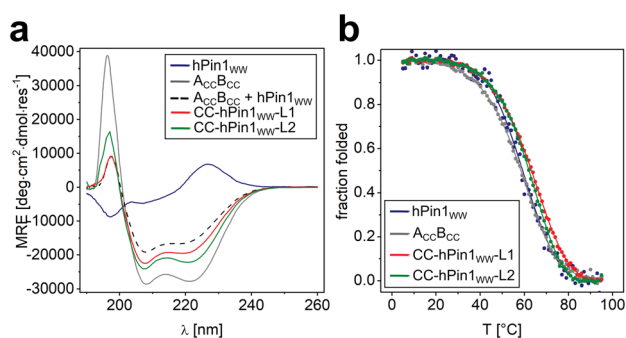 a
b
MRE [deg·cm²·dmol·res⁻¹]
40000
30000
20000
10000
0
-10000
-20000
-30000
200
220
240
260
λ [nm]
hPin1WW
ACCBCC
ACCBCC + hPin1WW
CC-hPin1WW-L1
CC-hPin1WW-L2
fraction folded
1.0
0.8
0.6
0.4
0.2
0.0
0
20
40
60
80
100
T [°C]
hPin1WW
ACCBCC
CC-hPin1WW-L1
CC-hPin1WW-L2